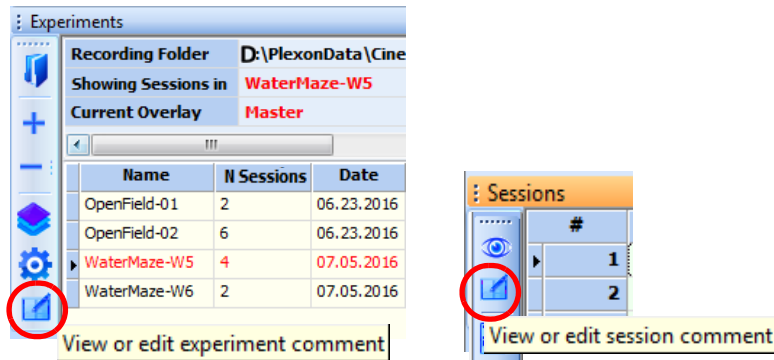 Experiments
Recording Folder D:\PlexonData\Cine
Showing Sessions in WaterMaze-W5
Current Overlay Master
Name N Sessions Date
OpenField-01 2 06.23.2016
OpenField-02 6 06.23.2016
WaterMaze-W5 4 07.05.2016
WaterMaze-W6 2 07.05.2016
View or edit experiment comment
Sessions
#
1
2
View or edit session comment